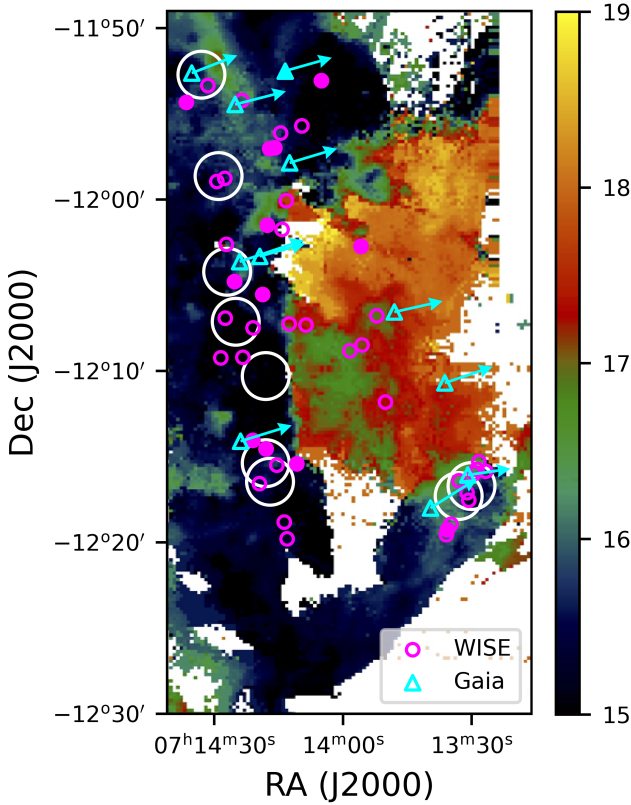 −11°50′
−12°00′
−12°10′
−12°20′
−12°30′
Dec (J2000)
07ʰ14ᵐ30ˢ
14ᵐ00ˢ
13ᵐ30ˢ
RA (J2000)
WISE
Gaia
19
18
17
16
15